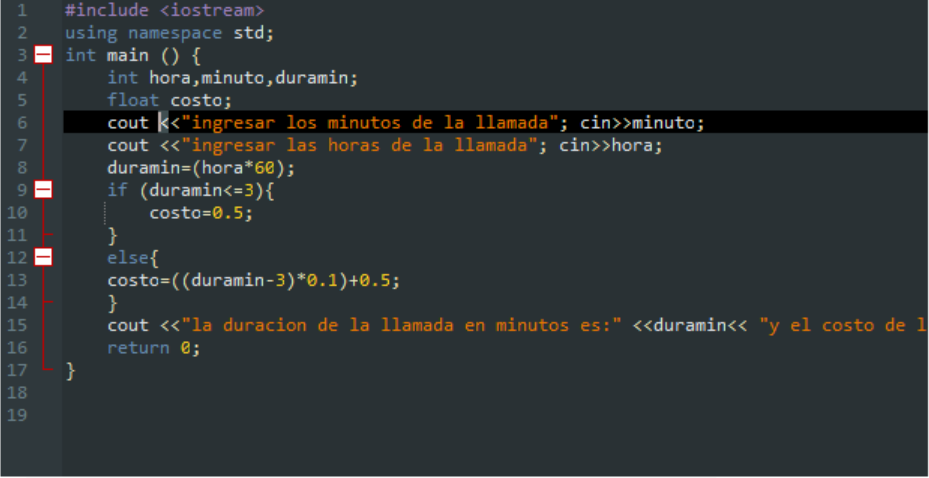 1 #include <iostream>
2 using namespace std;
3 int main () {
4 int hora,minuto,duramin;
5 float costo;
6 cout <<"ingresar los minutos de la llamada"; cin>>minuto;
7 cout <<"ingresar las horas de la llamada"; cin>>hora;
8 duramin=(hora*60);
9 if (duramin<=3){
10 costo=0.5;
11 }
12 else{
13 costo=((duramin-3)*0.1)+0.5;
14 }
15 cout <<"la duracion de la llamada en minutos es:" <<duramin<< "y el costo de l
16 return 0;
17 }
18
19